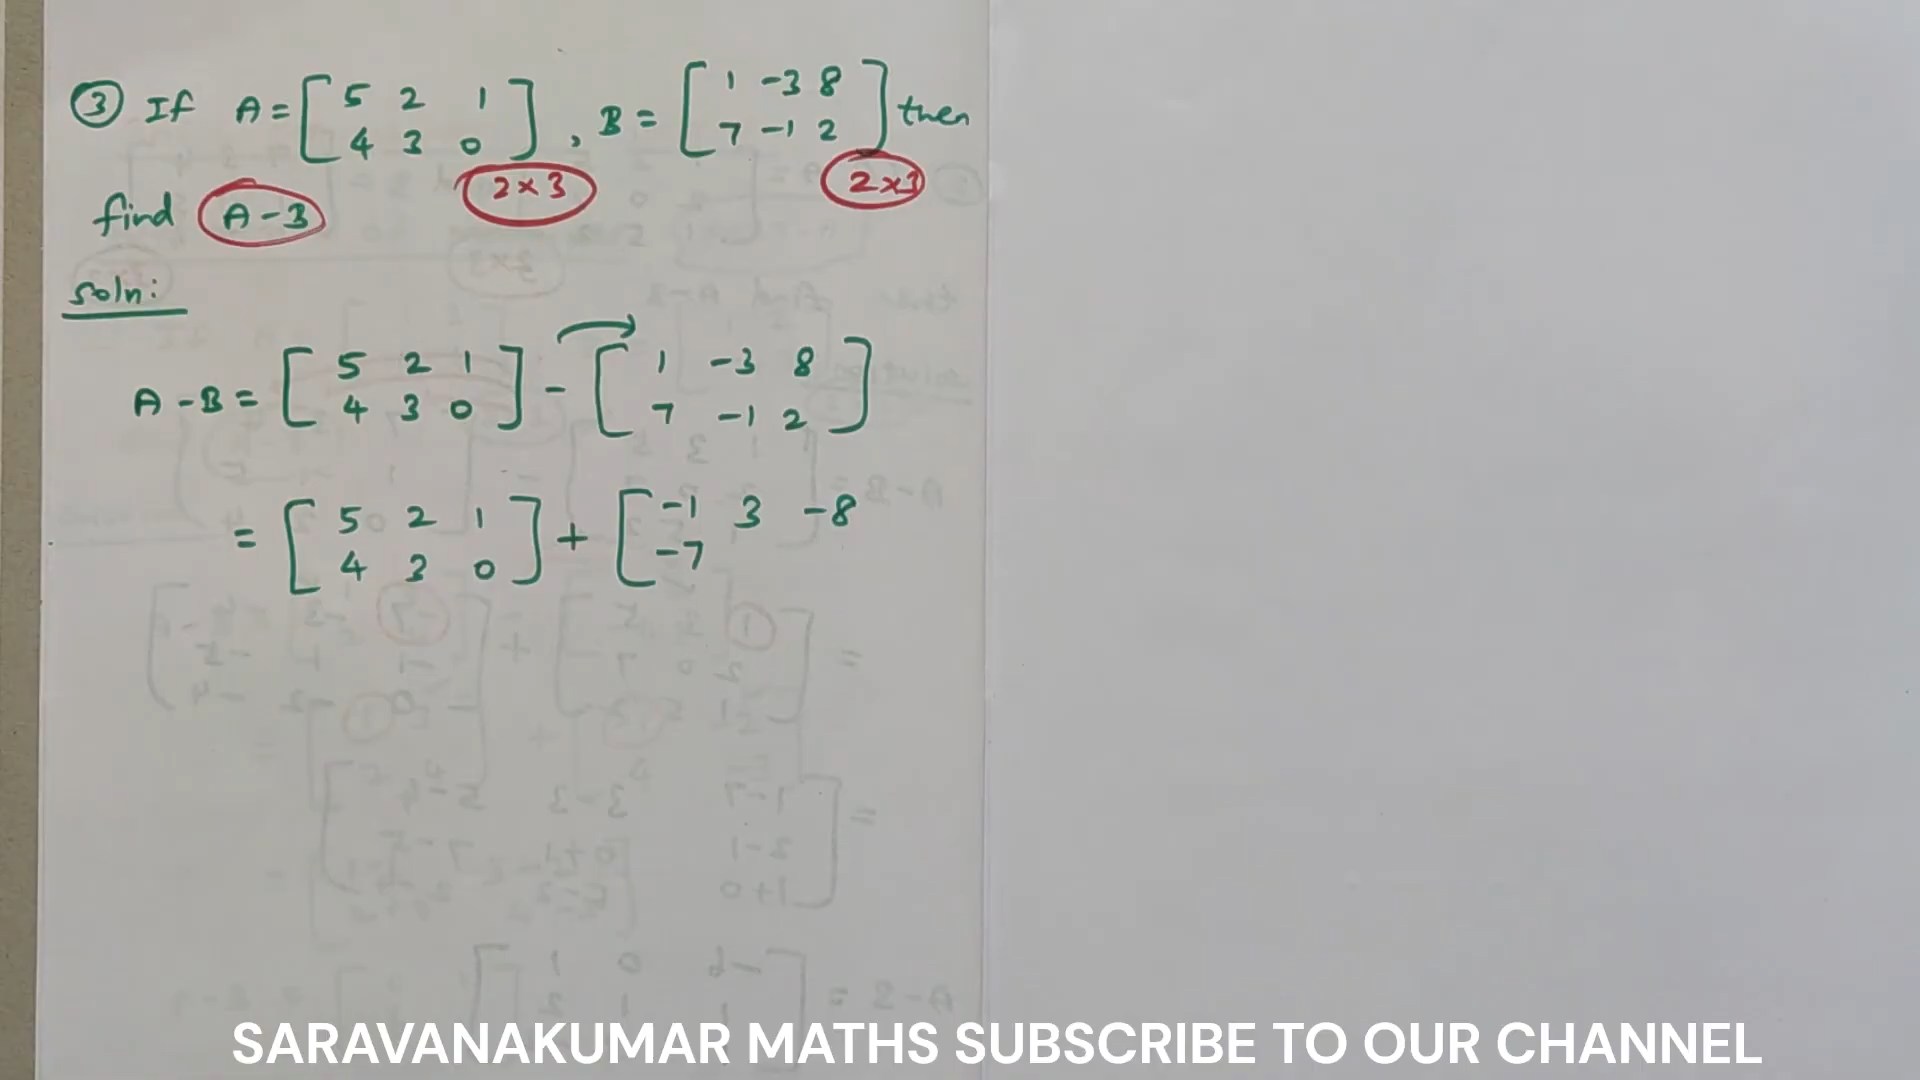 ③ If A = [ 5 2 1 ] , B = [ 1 -3 8 ] then
[ 4 3 0 ] [ 7 -1 2 ]
2×3 2×3
find A-B
Soln:
A-B = [ 5 2 1 ] - [ 1 -3 8 ]
[ 4 3 0 ] [ 7 -1 2 ]
= [ 5 2 1 ] + [ -1 3 -8
[ 4 3 0 ] [ -7
SARAVANAKUMAR MATHS SUBSCRIBE TO OUR CHANNEL